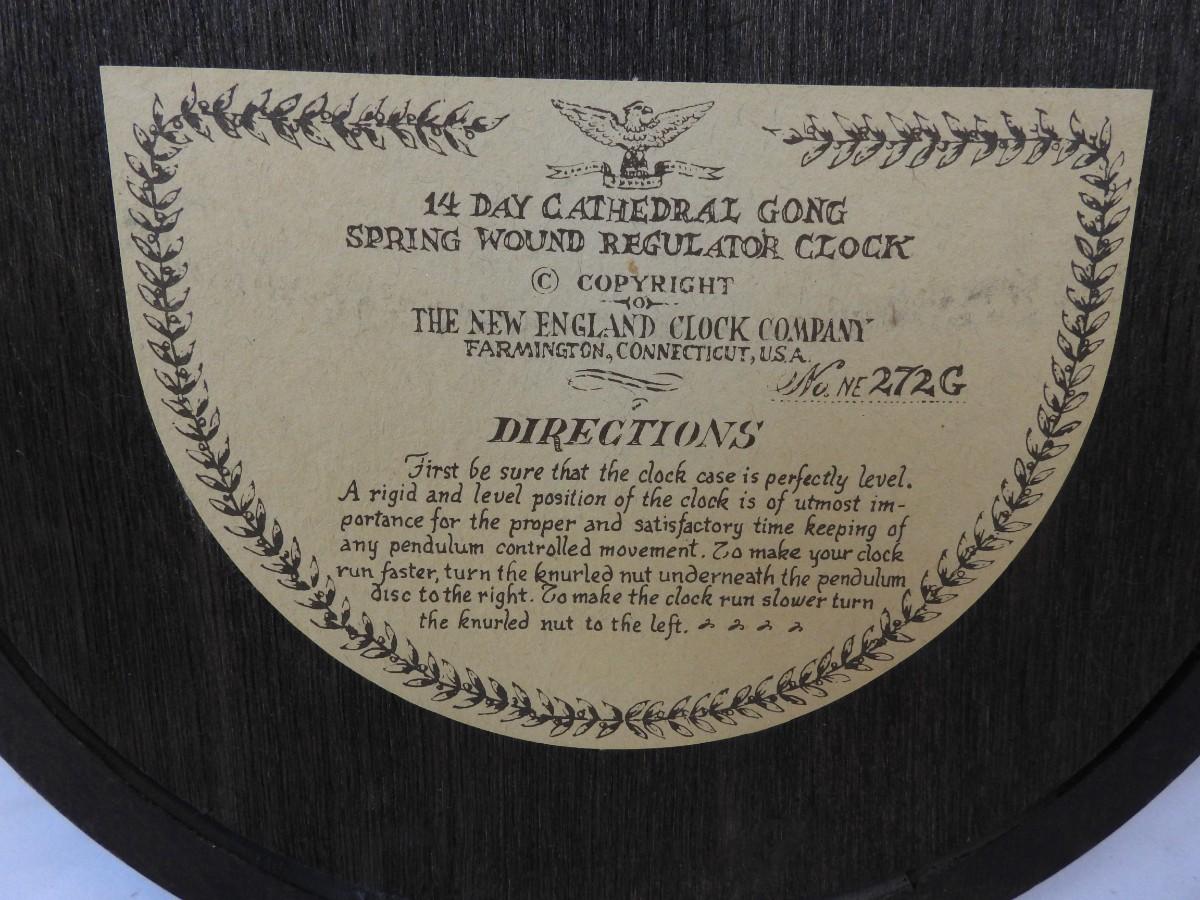 14 DAY CATHEDRAL GONG
SPRING WOUND REGULATOR CLOCK
© COPYRIGHT
THE NEW ENGLAND CLOCK COMPANY
FARMINGTON, CONNECTICUT, U.S.A.
No. NE 272G
DIRECTIONS
First be sure that the clock case is perfectly level.
A rigid and level position of the clock is of utmost im-
portance for the proper and satisfactory time keeping of
any pendulum controlled movement. To make your clock
run faster, turn the knurled nut underneath the pendulum
disc to the right. To make the clock run slower turn
the knurled nut to the left.